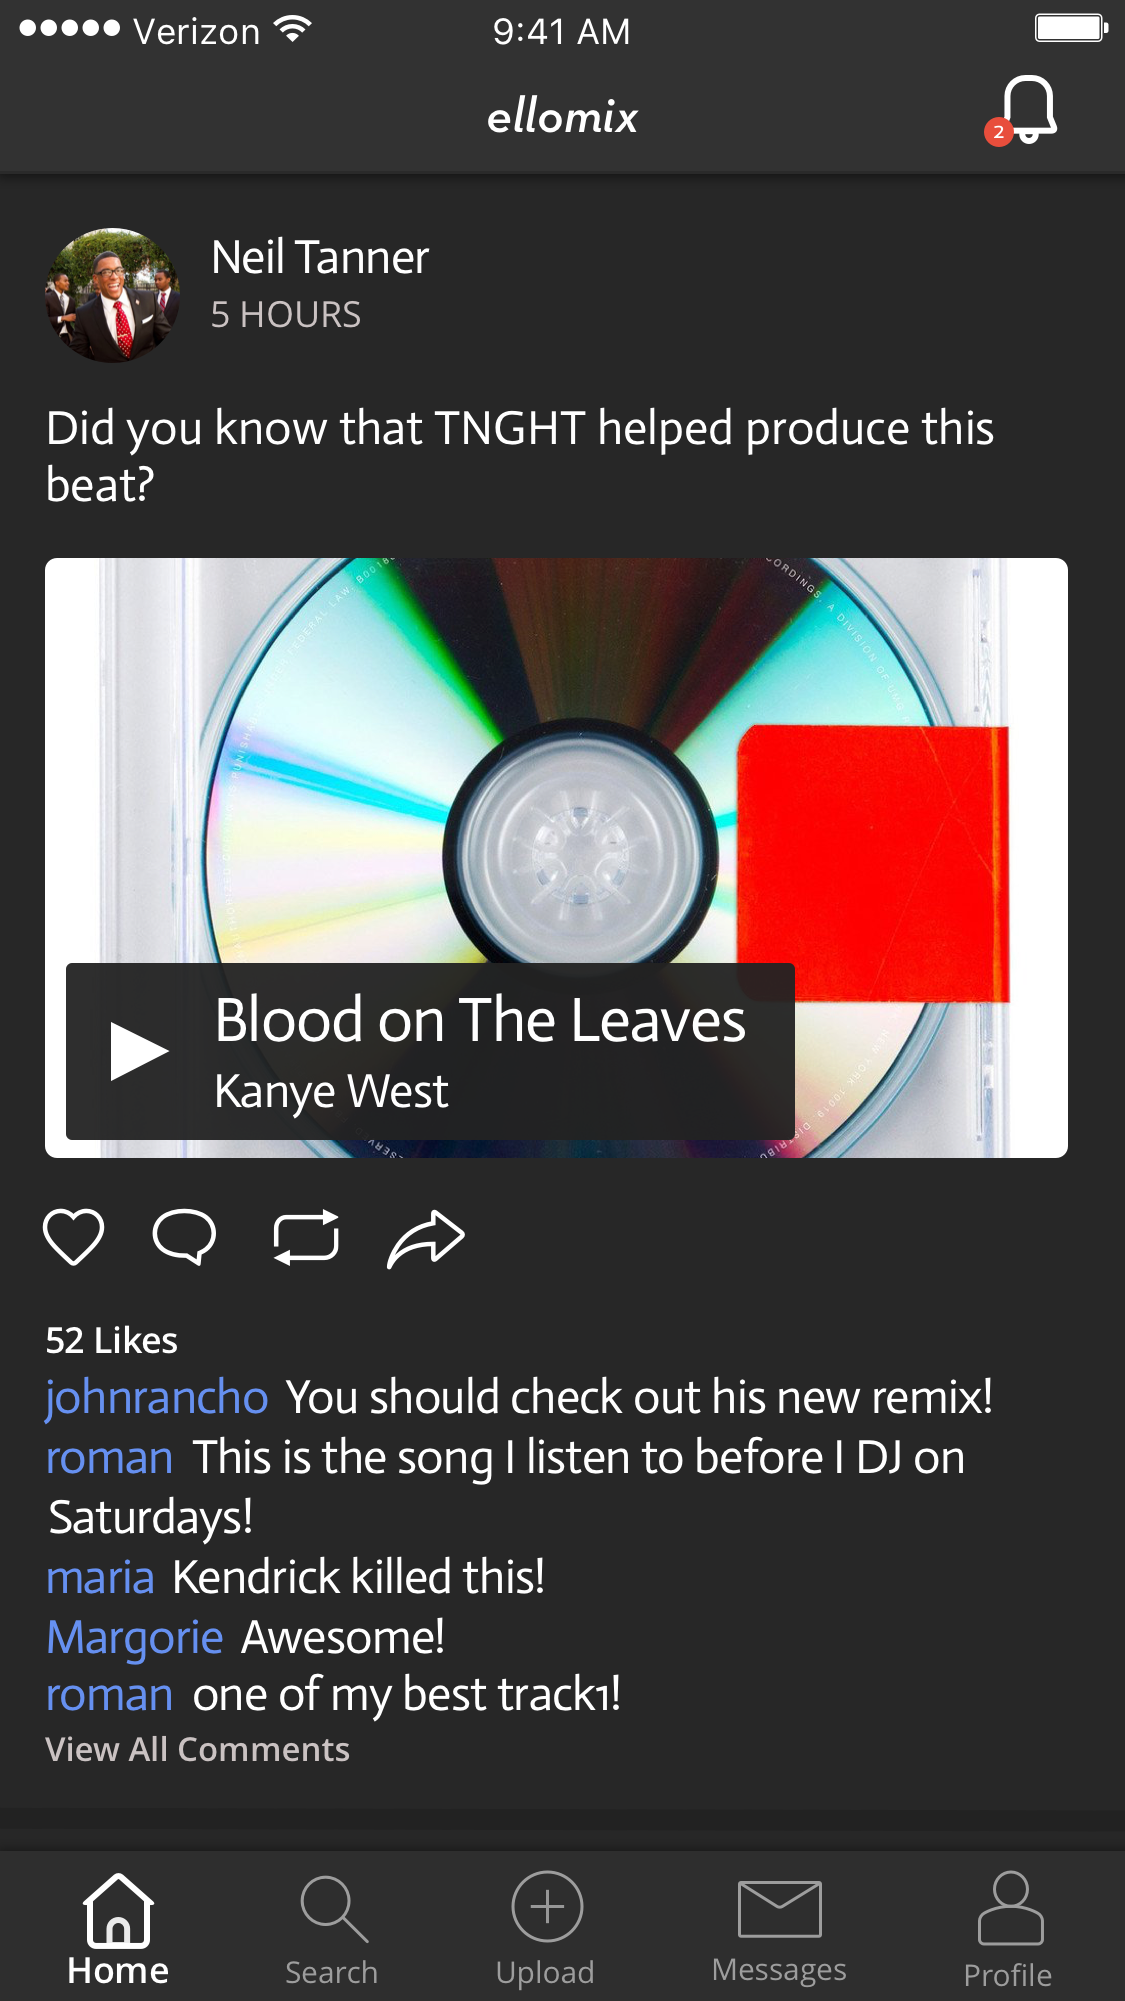 Verizon 9:41 AM
ellomix
2
Neil Tanner
5 HOURS
Did you know that TNGHT helped produce this
beat?
Blood on The Leaves
Kanye West
52 Likes
johnrancho You should check out his new remix!
roman This is the song I listen to before I DJ on
Saturdays!
maria Kendrick killed this!
Margorie Awesome!
roman one of my best track1!
View All Comments
Home Search Upload Messages Profile